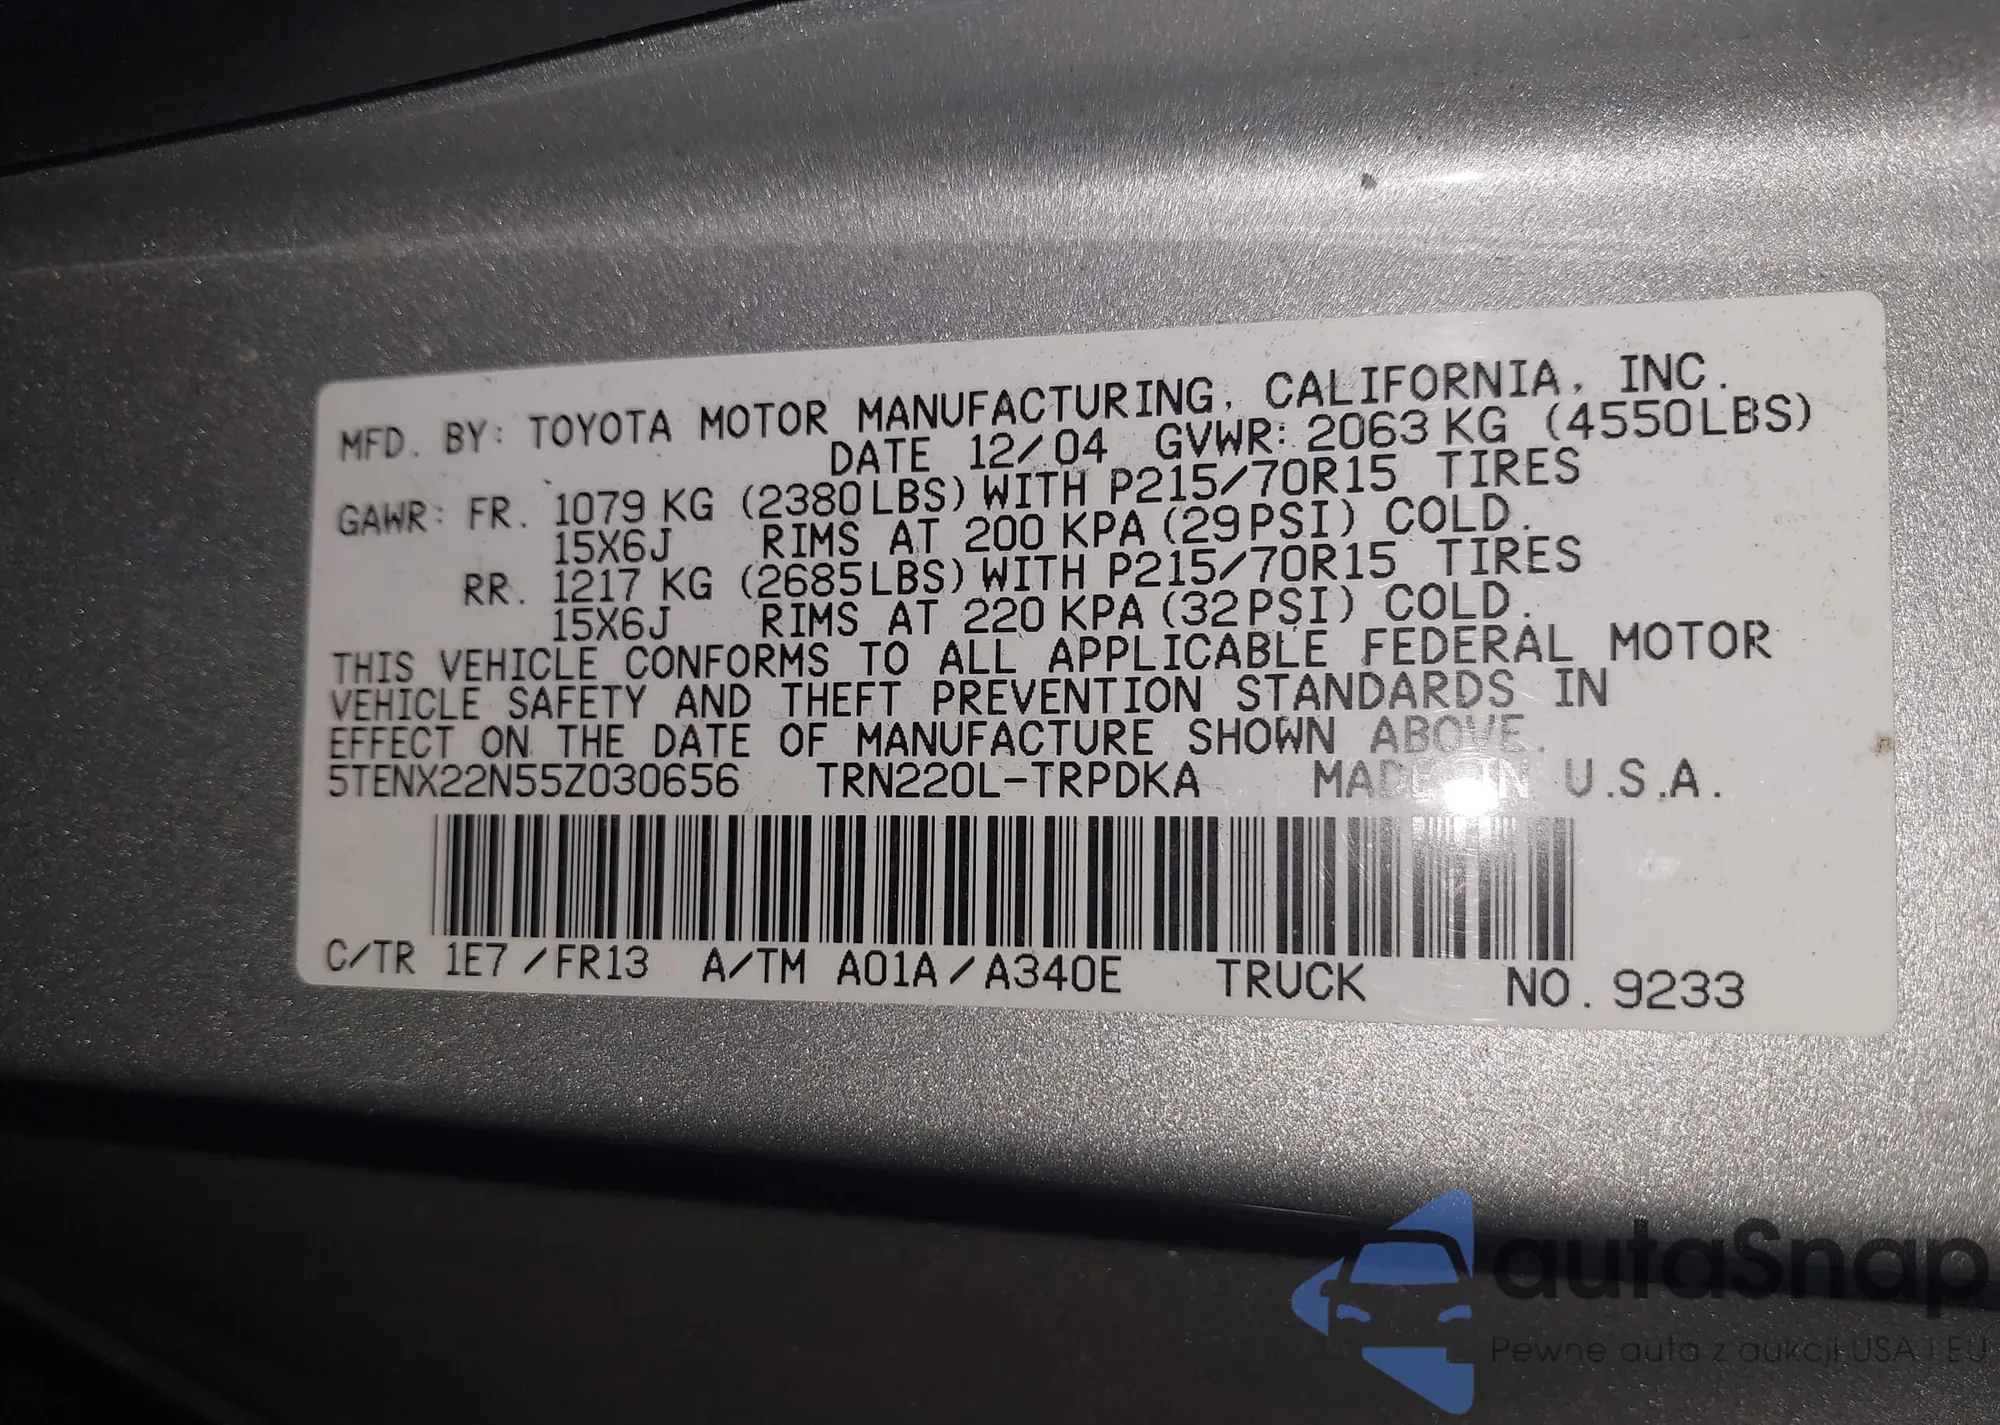 MFD. BY: TOYOTA MOTOR MANUFACTURING, CALIFORNIA, INC.
DATE 12/04 GVWR: 2063 KG (4550LBS)
GAWR: FR. 1079 KG (2380LBS) WITH P215/70R15 TIRES
15X6J RIMS AT 200 KPA (29PSI) COLD.
RR. 1217 KG (2685LBS) WITH P215/70R15 TIRES
15X6J RIMS AT 220 KPA (32PSI) COLD.
THIS VEHICLE CONFORMS TO ALL APPLICABLE FEDERAL MOTOR
VEHICLE SAFETY AND THEFT PREVENTION STANDARDS IN
EFFECT ON THE DATE OF MANUFACTURE SHOWN ABOVE.
5TENX22N55Z030656 TRN220L-TRPDKA MADE IN U.S.A.
C/TR 1E7/FR13 A/TM A01A/A340E TRUCK NO. 9233
autaSnap
Pewne auta z aukcji USA i EU